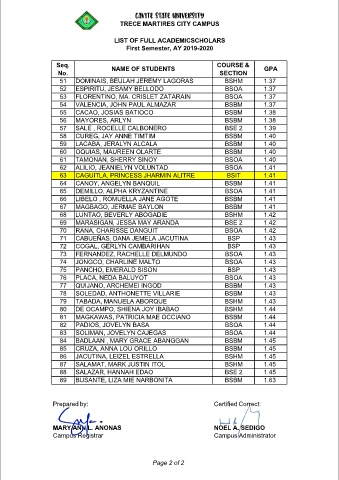 CAVITE STATE UNIVERSITY
TRECE MARTIRES CITY CAMPUS
LIST OF FULL ACADEMICSCHOLARS
First Semester, AY 2019-2020
Seq. No. NAME OF STUDENTS COURSE & SECTION GPA
51 DOMINAIS, BEULAH JEREMY LAGORAS BSHM 1.37
52 ESPIRITU, JESAMY BELLODO BSOA 1.37
53 FLORENTINO, MA. CRISLET ZATARAIN BSOA 1.37
54 VALENCIA, JOHN PAUL ALMAZAR BSBM 1.37
55 CACAO, JOSIAS BATIOCO BSBM 1.38
56 MAYORES, ARLYN BSBM 1.38
57 SALE , ROCELLE CALBONERO BSE 2 1.39
58 CUREG, JAY ANNE TIMTIM BSBM 1.40
59 LACABA, JERALYN ALCALA BSBM 1.40
60 OQUIAS, MAUREEN OLARTE BSBM 1.40
61 TAMONAN, SHERRY SINOY BSOA 1.40
62 ALILIO, JEANIELYN VOLUNTAD BSOA 1.41
63 CAGUITLA, PRINCESS JHARMIN ALITRE BSIT 1.41
64 CANOY, ANGELYN BANQUIL BSBM 1.41
65 DEMILLO, ALPHA KRYZANTINE BSOA 1.41
66 LIBELO , ROMUELLA JANE AGOTE BSBM 1.41
67 MAGBAGO, JERMAE BAYLON BSBM 1.41
68 LUNTAO, BEVERLY ABOGADIE BSHM 1.42
69 MARASIGAN, JESSA MAY ARANDA BSE 2 1.42
70 RANA, CHARISSE DANGUIT BSOA 1.42
71 CABUEÑAS, DANA JEMELA JACUTINA BSP 1.43
72 COGAL, GERLYN CAMBARIHAN BSP 1.43
73 FERNANDEZ, RACHELLE DELMUNDO BSOA 1.43
74 JONGCO, CHARLINE MALTO BSOA 1.43
75 PANCHO, EMERALD SISON BSP 1.43
76 PLACA, NEDA BALUYOT BSOA 1.43
77 QUIJANO, ARCHEMEI INGOD BSBM 1.43
78 SOLEDAD, ANTHONETTE VILLARIE BSBM 1.43
79 TABADA, MANUELA ABORQUE BSHM 1.43
80 DE OCAMPO, SHIENA JOY IBABAO BSHM 1.44
81 MAGKAWAS, PATRICIA MAE OCCIANO BSBM 1.44
82 PADIOS, JOVELYN BASA BSOA 1.44
83 SOLIMAN, JOVELYN CAJEGAS BSOA 1.44
84 BADLAAN , MARY GRACE ABANGGAN BSBM 1.45
85 CRUZA, ANNA LOU ORILLO BSBM 1.45
86 JACUTINA, LEIZEL ESTRELLA BSHM 1.45
87 SALAMAT, MARK JUSTIN ITOL BSHM 1.45
88 SALAZAR, HANNAH EDAO BSE 2 1.45
89 BUSANTE, LIZA MIE NARBONITA BSBM 1.63
Prepared by: Certified Correct:
MARY ANN L. ANONAS NOEL A. SEDIGO
Campus Registrar Campus Administrator
Page 2 of 2